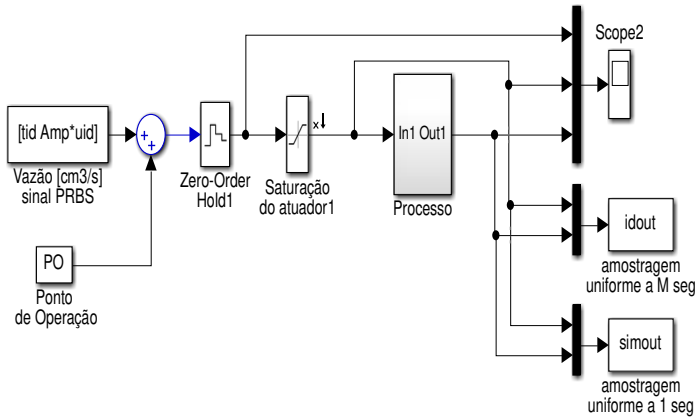 Scope2
[tid Amp*uid]
Vazão [cm3/s]
sinal PRBS
+
+
Zero-Order
Hold1
x
Saturação
do atuador1
In1 Out1
Processo
PO
Ponto
de Operação
idout
amostragem
uniforme a M seg
simout
amostragem
uniforme a 1 seg